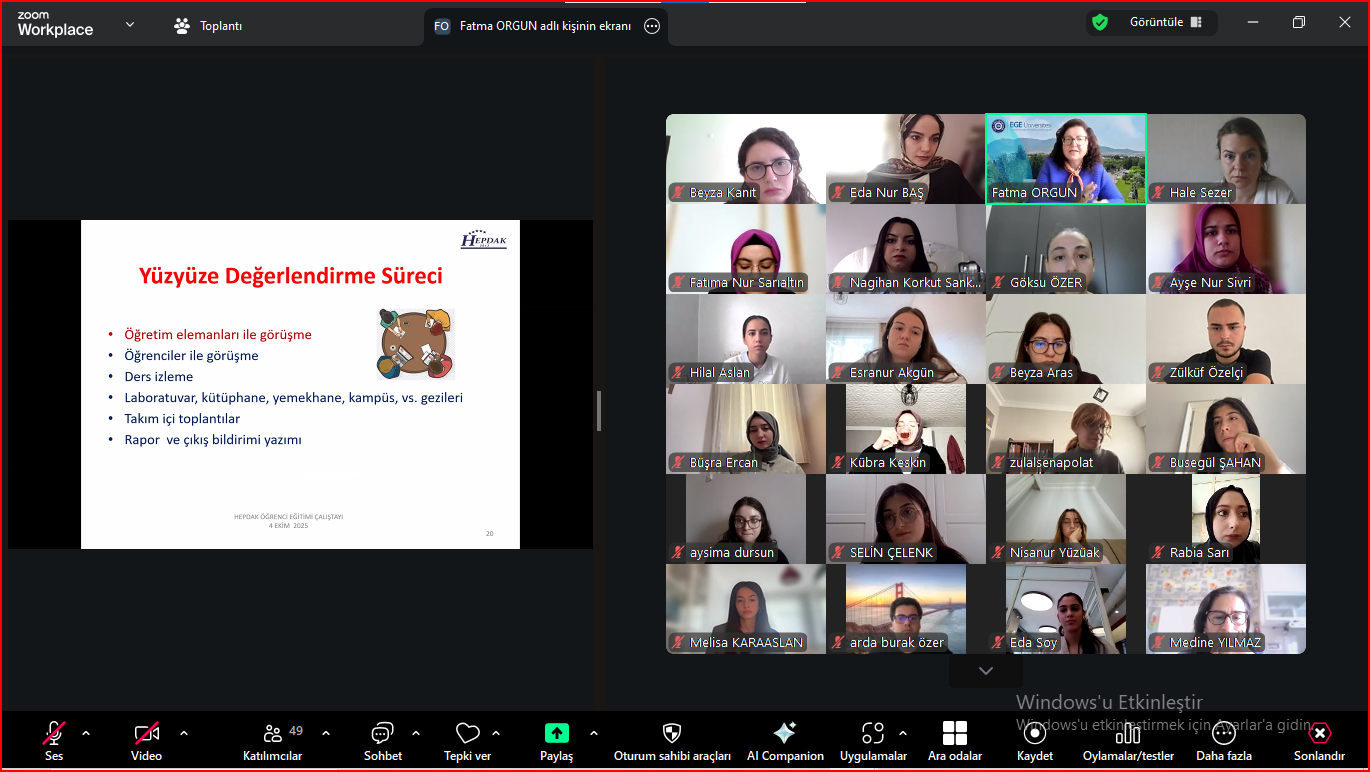 zoom
Workplace
Toplantı
FO Fatma ORGUN adlı kişinin ekranı
Görüntüle
HEPDAK
Yüzyüze Değerlendirme Süreci
• Öğretim elemanları ile görüşme
• Öğrenciler ile görüşme
• Ders izleme
• Laboratuvar, kütüphane, yemekhane, kampüs, vs. gezileri
• Takım içi toplantılar
• Rapor ve çıkış bildirimi yazımı
HEPDAK ÖĞRENCİ EĞİTİMİ ÇALIŞTAYI
4 EKİM 2025
20
EGE Üniversitesi
Beyza Kanıt
Eda Nur BAŞ
Fatma ORGUN
Hale Sezer
Fatıma Nur Sarıaltın
Nagihan Korkut Sank...
Göksu ÖZER
Ayşe Nur Sivri
Hilal Aslan
Esranur Akgün
Beyza Aras
Zülküf Özelçi
Büşra Ercan
Kübra Keskin
zulalsenapolat
Busegül ŞAHAN
aysima dursun
SELİN ÇELENK
Nisanur Yüzüak
Rabia Sarı
Melisa KARAASLAN
arda burak özer
Eda Soy
Medine YILMAZ
Windows'u Etkinleştir
Windows'u etkinleştirmek için Ayarlar'a gidin.
Ses
Video
49
Katılımcılar
Sohbet
Tepki ver
Paylaş
Oturum sahibi araçları
AI Companion
Uygulamalar
Ara odalar
Kaydet
Oylamalar/testler
Daha fazla
Sonlandır